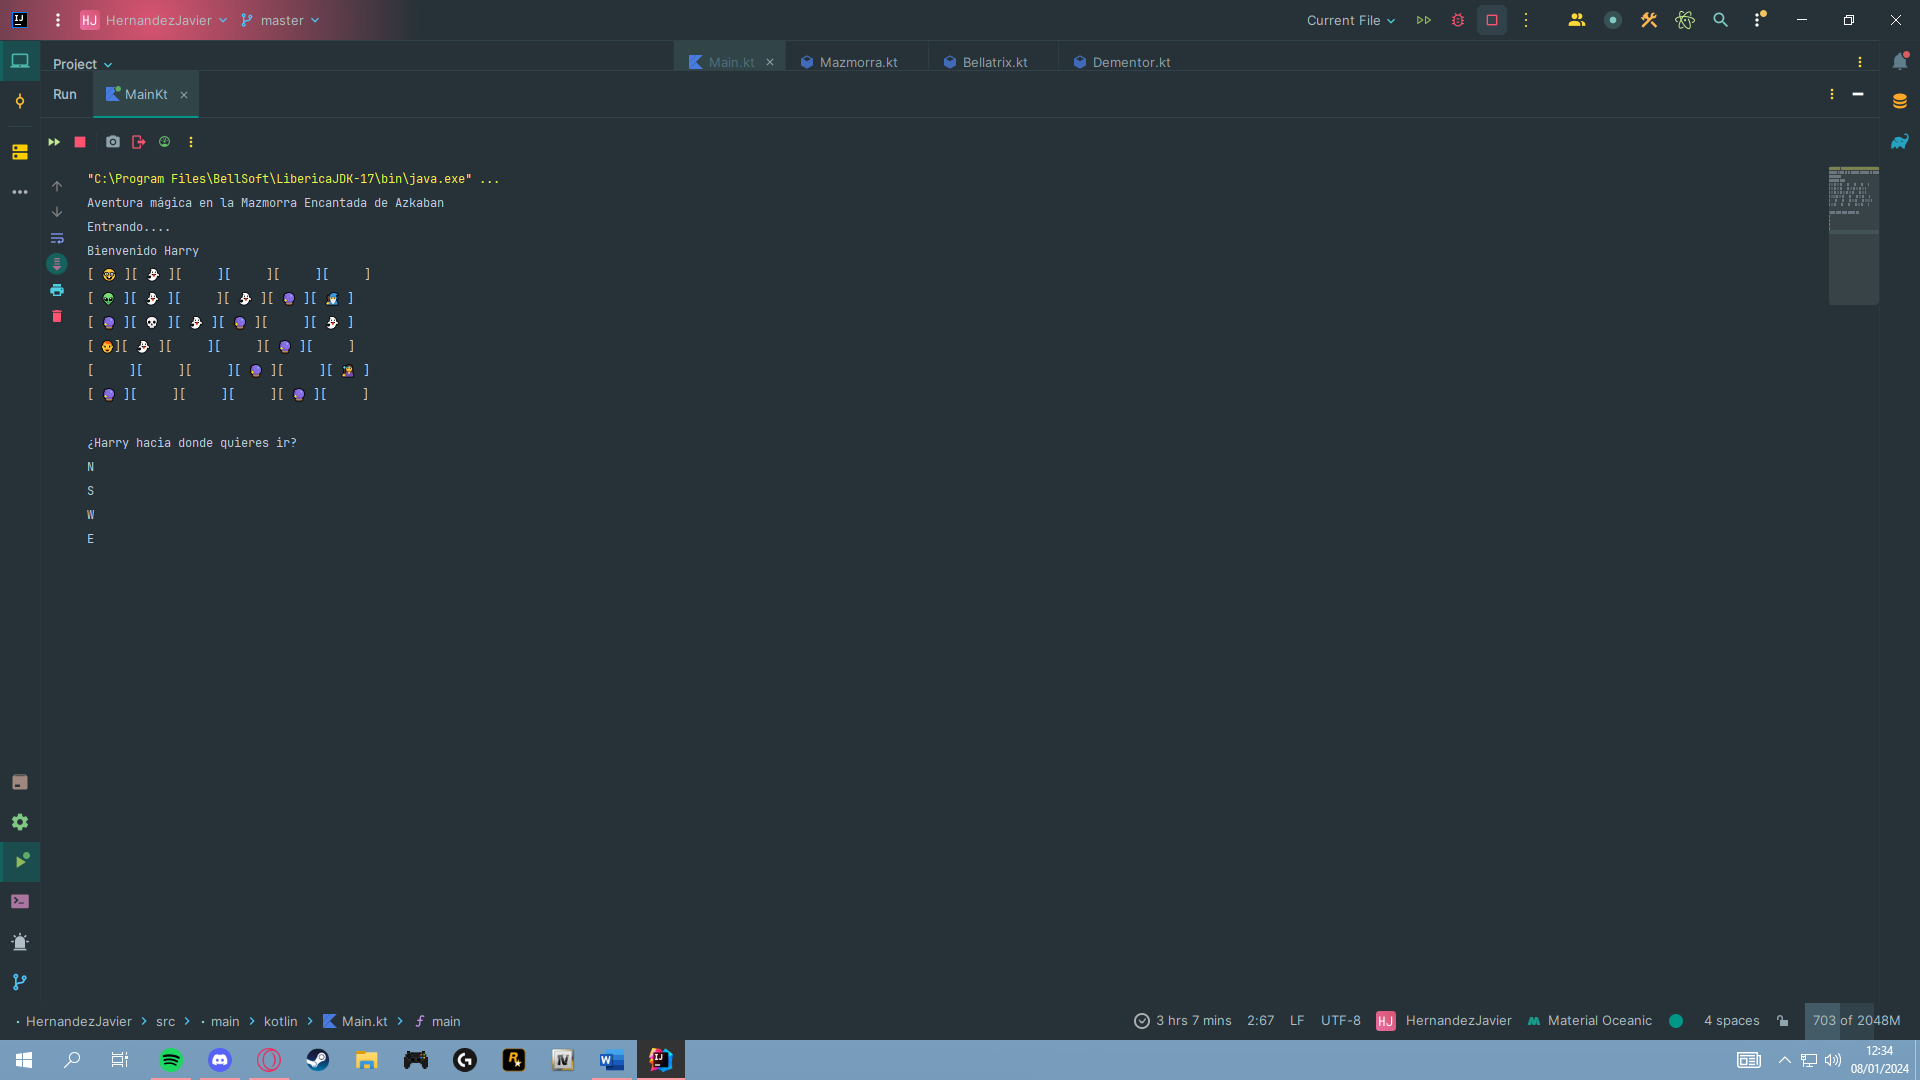 HJ HernandezJavier master Current File
Project Main.kt Mazmorra.kt Bellatrix.kt Dementor.kt
Run MainKt
"C:\Program Files\BellSoft\LibericaJDK-17\bin\java.exe" ...
Aventura mágica en la Mazmorra Encantada de Azkaban
Entrando....
Bienvenido Harry
[ 🤓 ][ 👻 ][    ][    ][    ][    ]
[ 👽 ][ 👻 ][    ][ 👻 ][ 🔮 ][ 🧙‍♂️ ]
[ 🔮 ][ 💀 ][ 👻 ][ 🔮 ][    ][ 👻 ]
[ 👨‍🦰][ 👻 ][    ][    ][ 🔮 ][    ]
[    ][    ][    ][ 🔮 ][    ][ 🦹‍♀️ ]
[ 🔮 ][    ][    ][    ][ 🔮 ][    ]
¿Harry hacia donde quieres ir?
N
S
W
E
HernandezJavier > src > main > kotlin > Main.kt > main 3 hrs 7 mins 2:67 LF UTF-8 HJ HernandezJavier Material Oceanic 4 spaces 703 of 2048M
12:34
08/01/2024